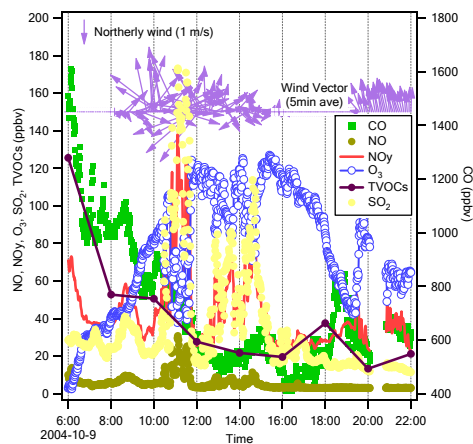 Northerly wind (1 m/s)
Wind Vector
(5min ave)
CO
NO
NOy
O3
TVOCs
SO2
NO, NOy, O3, SO2, TVOCs (ppbv)
200
180
160
140
120
100
80
60
40
20
0
CO (ppbv)
1800
1600
1400
1200
1000
800
600
400
6:00
8:00
10:00
12:00
14:00
16:00
18:00
20:00
22:00
2004-10-9
Time